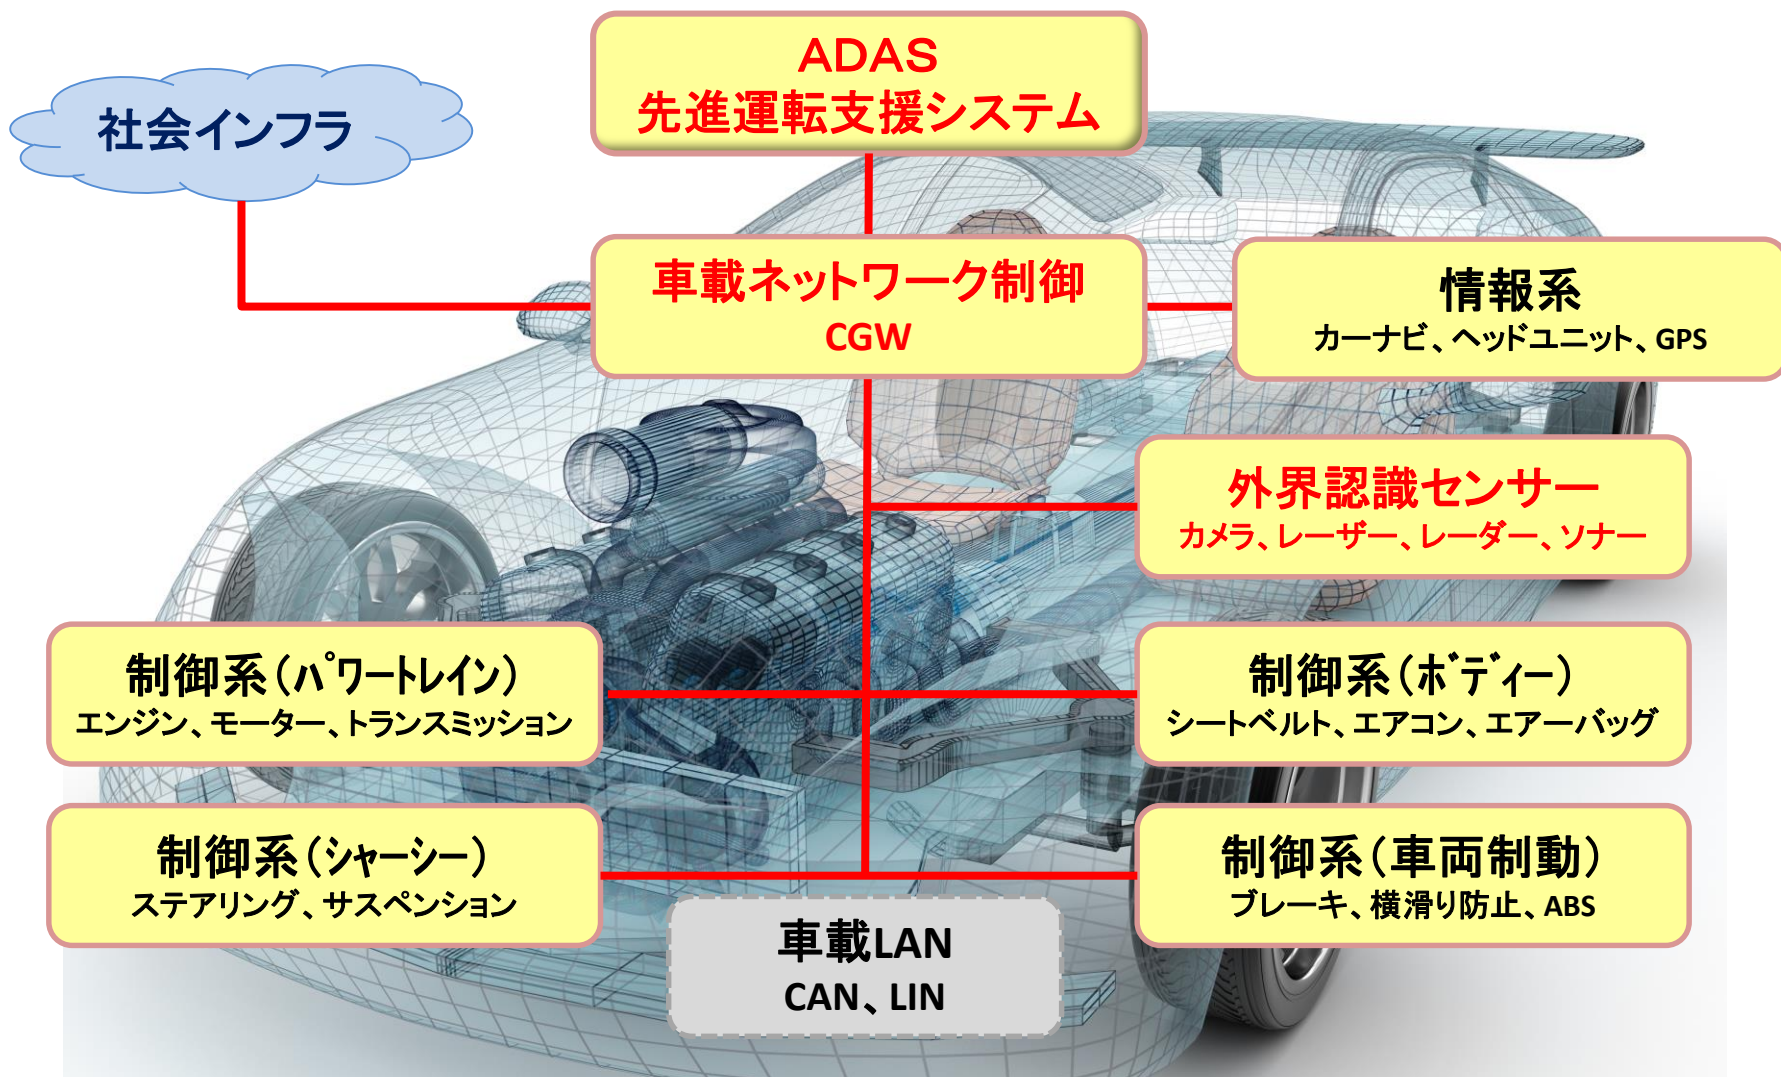 ADAS
先進運転支援システム
社会インフラ
車載ネットワーク制御
CGW
情報系
カーナビ、ヘッドユニット、GPS
外界認識センサー
カメラ、レーザー、レーダー、ソナー
制御系(パワートレイン)
エンジン、モーター、トランスミッション
制御系(ボディー)
シートベルト、エアコン、エアーバッグ
制御系(シャーシー)
ステアリング、サスペンション
制御系(車両制動)
ブレーキ、横滑り防止、ABS
車載LAN
CAN、LIN